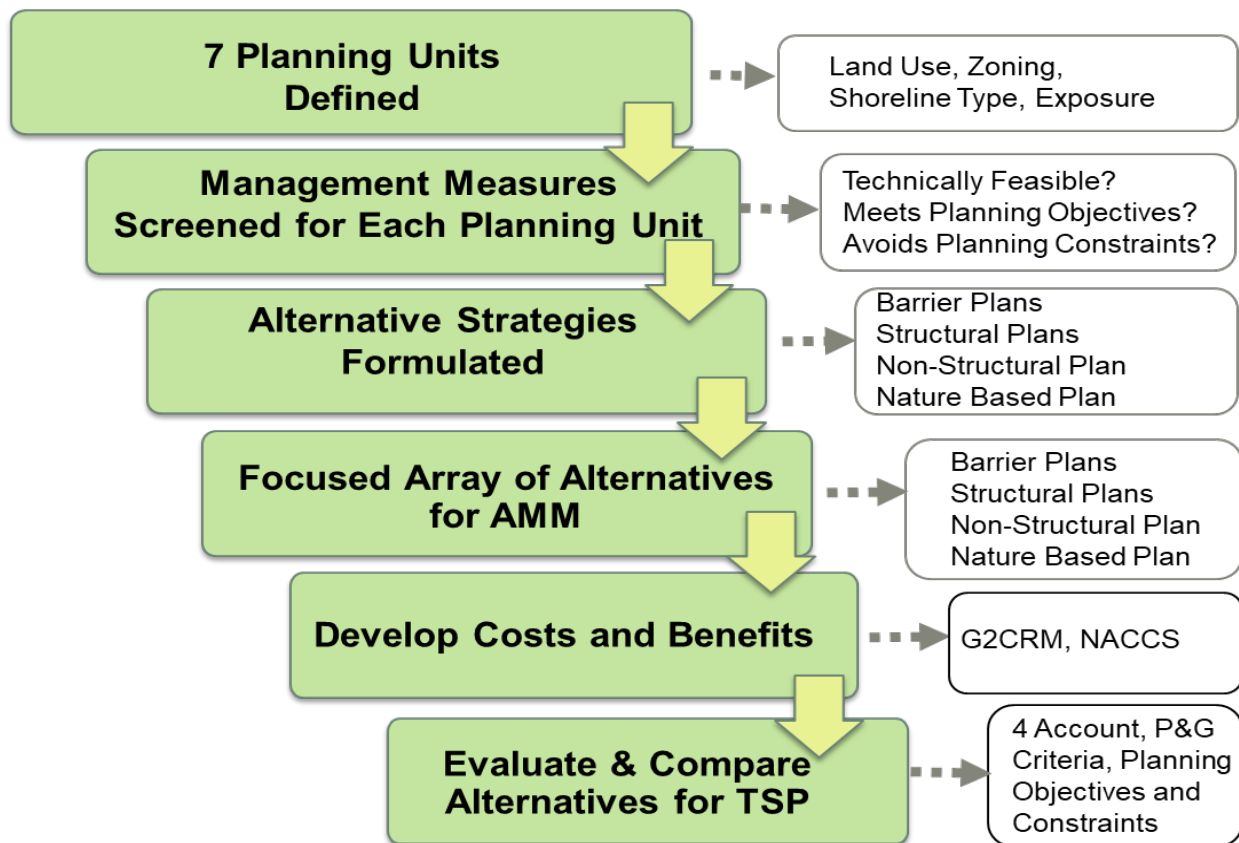 7 Planning Units
Defined
Land Use, Zoning,
Shoreline Type, Exposure
Management Measures
Screened for Each Planning Unit
Technically Feasible?
Meets Planning Objectives?
Avoids Planning Constraints?
Alternative Strategies
Formulated
Barrier Plans
Structural Plans
Non-Structural Plan
Nature Based Plan
Focused Array of Alternatives
for AMM
Barrier Plans
Structural Plans
Non-Structural Plan
Nature Based Plan
Develop Costs and Benefits
G2CRM, NACCS
Evaluate & Compare
Alternatives for TSP
4 Account, P&G
Criteria, Planning
Objectives and
Constraints